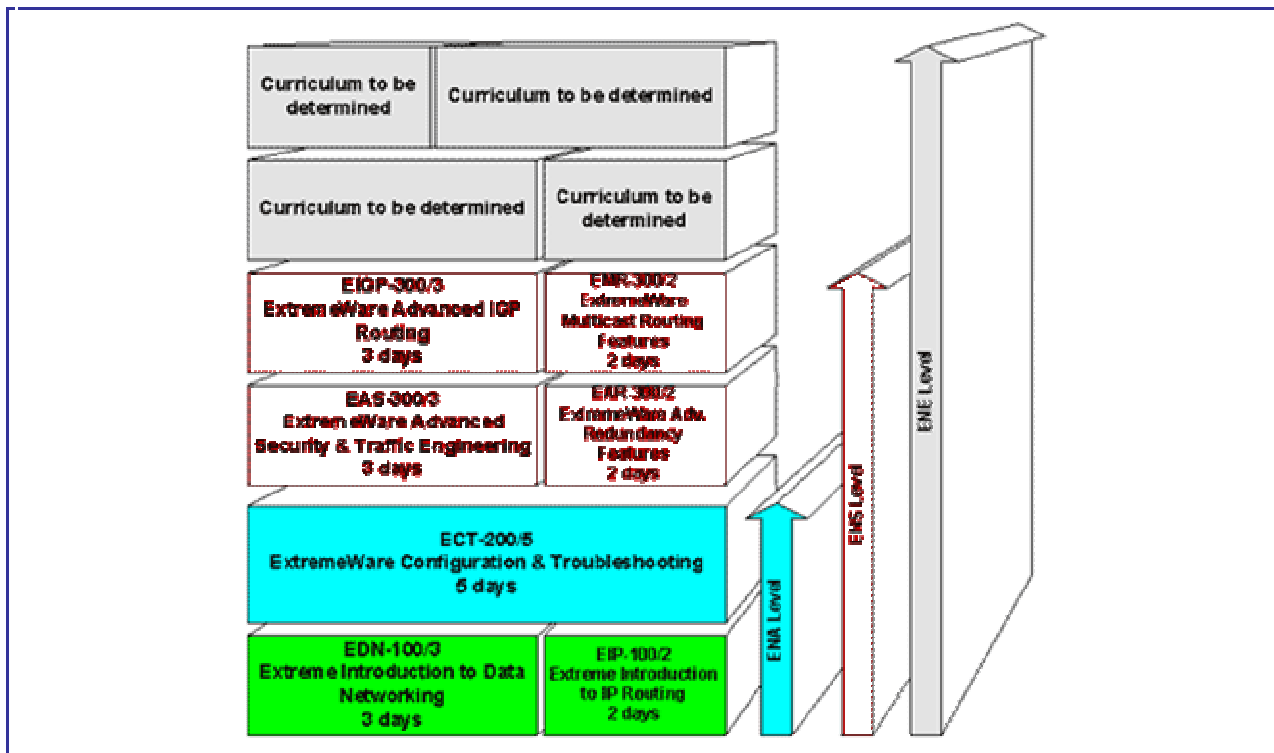 Curriculum to be
determined
Curriculum to be determined
Curriculum to be determined
Curriculum to be
determined
EIGP-300/3
ExtremeWare Advanced IGP
Routing
3 days
EMR-300/2
ExtremeWare
Multicast Routing
Features
2 days
EAS-300/3
ExtremeWare Advanced
Security & Traffic Engineering
3 days
EAR-300/2
ExtremeWare Adv.
Redundancy
Features
2 days
ECT-200/5
ExtremeWare Configuration & Troubleshooting
5 days
EDN-100/3
Extreme Introduction to Data
Networking
3 days
EIP-100/2
Extreme Introduction
to IP Routing
2 days
ENA Level
ENS Level
ENE Level